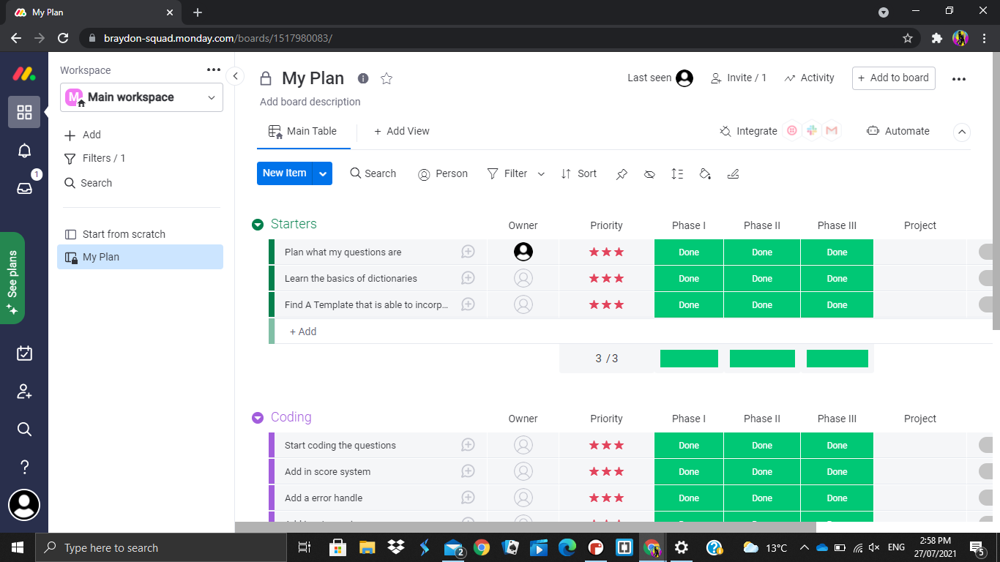 My Plan
braydon-squad.monday.com/boards/1517980083/
Workspace
M Main workspace
Add
Filters / 1
Search
Start from scratch
My Plan
1
See plans
My Plan
Add board description
Last seen
Invite / 1
Activity
+ Add to board
Main Table
+ Add View
Integrate
Automate
New Item
Search
Person
Filter
Sort
Starters Owner Priority Phase I Phase II Phase III Project
Plan what my questions are Done Done Done
Learn the basics of dictionaries Done Done Done
Find A Template that is able to incorp... Done Done Done
+ Add
3 / 3
Coding Owner Priority Phase I Phase II Phase III Project
Start coding the questions Done Done Done
Add in score system Done Done Done
Add a error handle Done Done Done
Type here to search
2
13°C
ENG
2:58 PM
27/07/2021
5